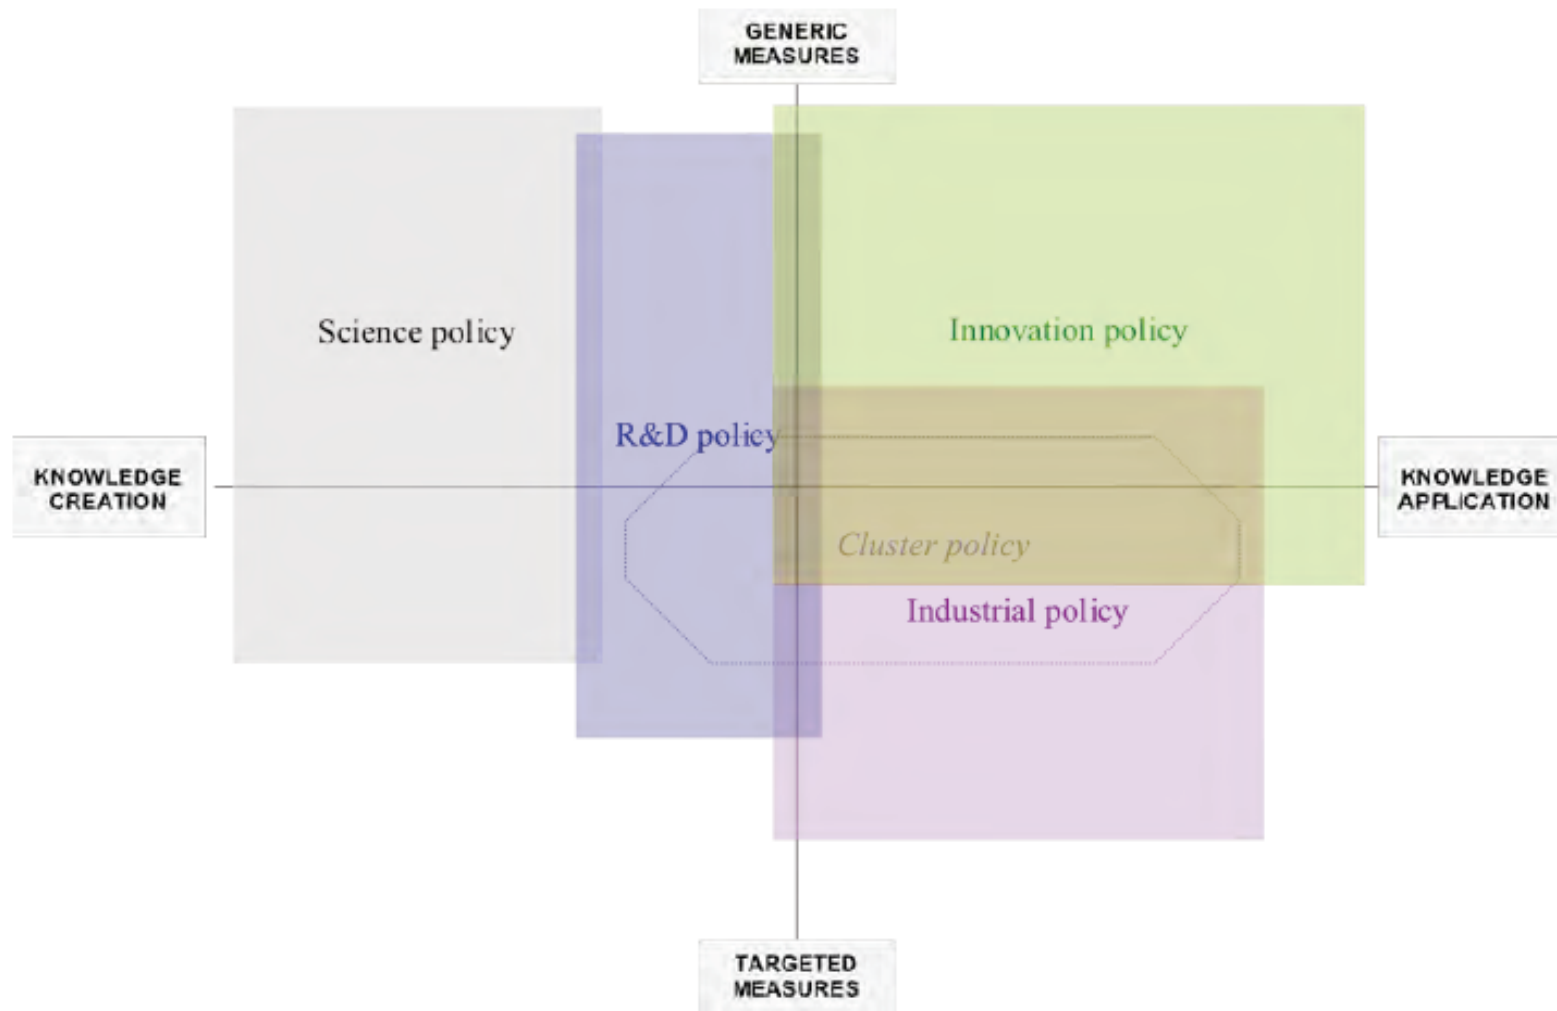 GENERIC
MEASURES
Science policy
Innovation policy
R&D policy
KNOWLEDGE
CREATION
KNOWLEDGE
APPLICATION
Cluster policy
Industrial policy
TARGETED
MEASURES